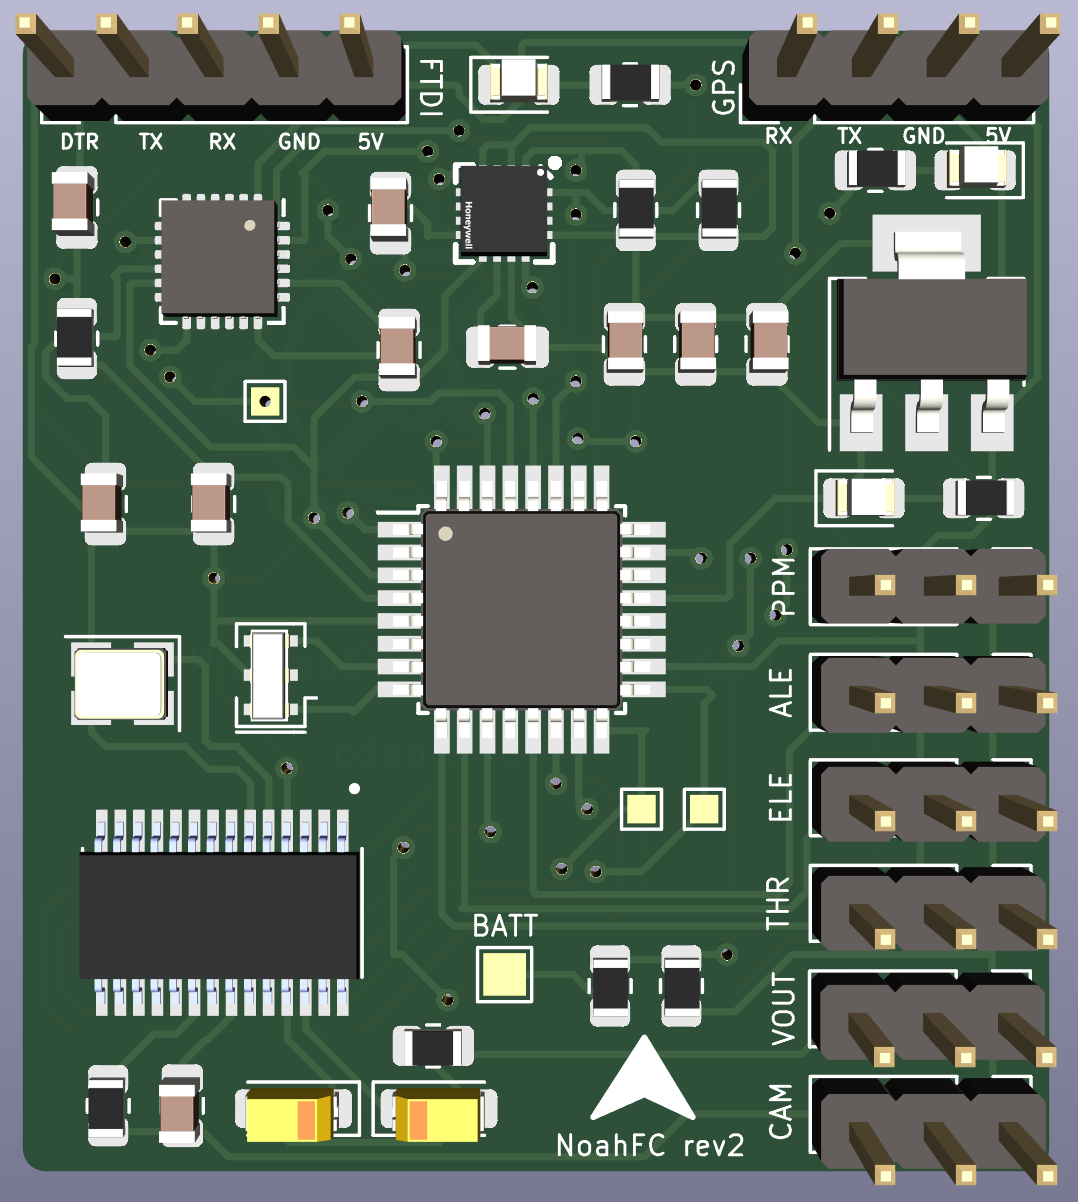 FTDI
GPS
DTR TX RX GND 5V
RX TX GND 5V
Honeywell
PPM
ALE
ELE
THR
BATT
VOUT
CAM
NoahFC rev2